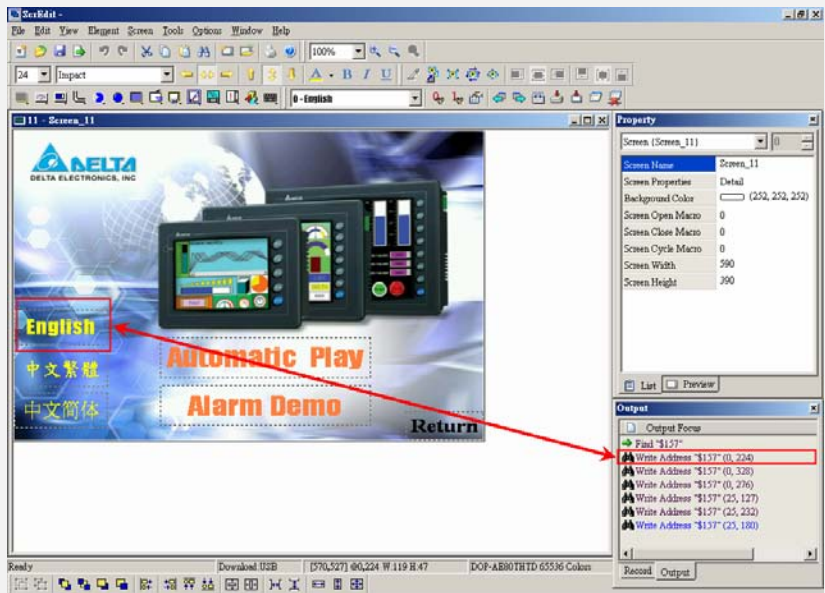 ScrEdit -
File Edit View Element Screen Tools Options Window Help
100%
24 Impact A B I U
0 - English
11 - Screen_11
DELTA
DELTA ELECTRONICS, INC
English
中文繁體
中文简体
Automatic Play
Alarm Demo
Return
Property
Screen {Screen_11} 0
Screen Name Screen_11
Screen Properties Detail
Background Color (252, 252, 252)
Screen Open Macro 0
Screen Close Macro 0
Screen Cycle Macro 0
Screen Width 590
Screen Height 390
List Preview
Output
Output Focus
Find "$157"
Write Address "$157" (0, 224)
Write Address "$157" (0, 328)
Write Address "$157" (0, 276)
Write Address "$157" (25, 127)
Write Address "$157" (25, 232)
Write Address "$157" (25, 180)
Record Output
Ready Download:USB [570,527] @0,224 W:119 H:47 DOP-AE80THTD 65536 Colors